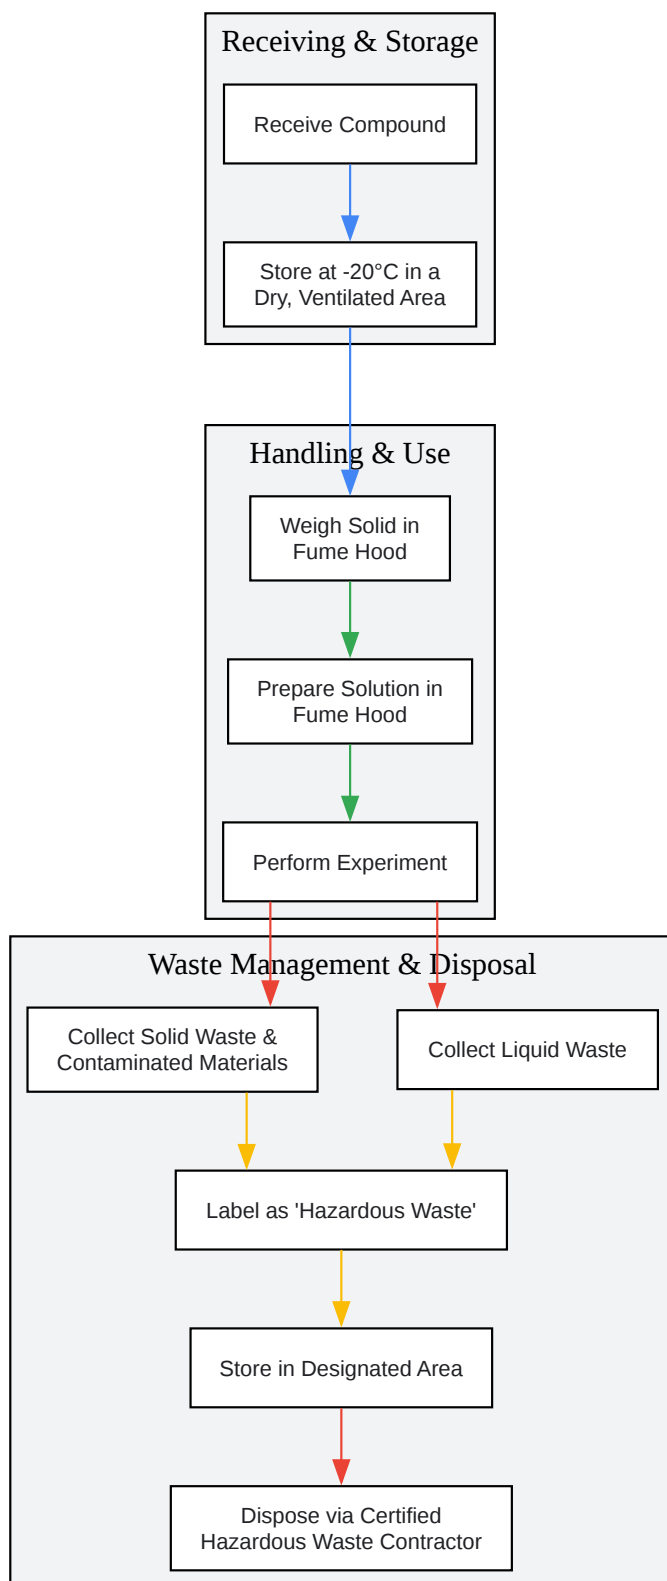 Receiving & Storage
Receive Compound
Store at -20°C in a
Dry, Ventilated Area
Handling & Use
Weigh Solid in
Fume Hood
Prepare Solution in
Fume Hood
Perform Experiment
Waste Management & Disposal
Collect Solid Waste &
Contaminated Materials
Collect Liquid Waste
Label as 'Hazardous Waste'
Store in Designated Area
Dispose via Certified
Hazardous Waste Contractor